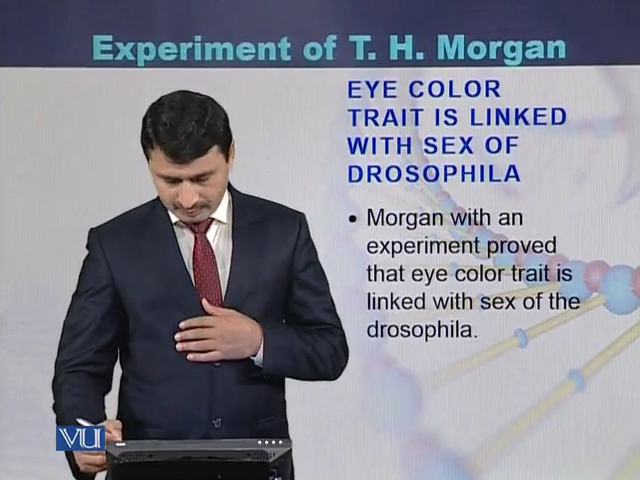 Experiment of T. H. Morgan
EYE COLOR
TRAIT IS LINKED
WITH SEX OF
DROSOPHILA
• Morgan with an
experiment proved
that eye color trait is
linked with sex of the
drosophila.
VU